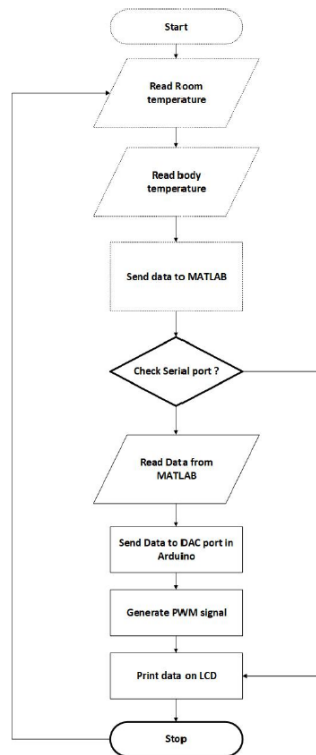 Start
Read Room
temperature
Read body
temperature
Send data to MATLAB
Check Serial port ?
Read Data from
MATLAB
Send Data to DAC port in
Arduino
Generate PWM signal
Print data on LCD
Stop